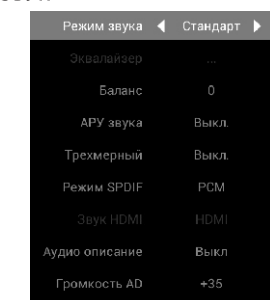 Режим звука Стандарт
Эквалайзер ...
Баланс 0
АРУ звука Выкл.
Трехмерный Выкл.
Режим SPDIF PCM
Звук HDMI HDMI
Аудио описание Выкл
Громкость AD +35